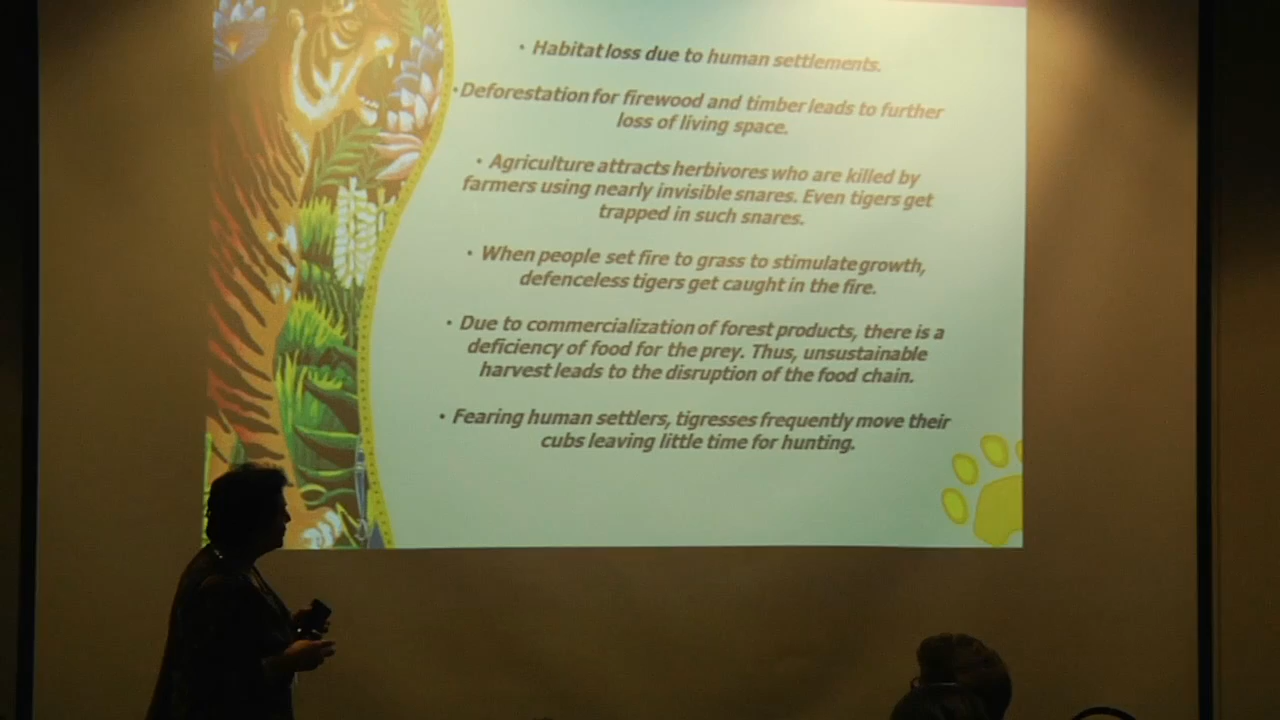 • Habitat loss due to human settlements.
• Deforestation for firewood and timber leads to further
loss of living space.
• Agriculture attracts herbivores who are killed by
farmers using nearly invisible snares. Even tigers get
trapped in such snares.
• When people set fire to grass to stimulate growth,
defenceless tigers get caught in the fire.
• Due to commercialization of forest products, there is a
deficiency of food for the prey. Thus, unsustainable
harvest leads to the disruption of the food chain.
• Fearing human settlers, tigresses frequently move their
cubs leaving little time for hunting.